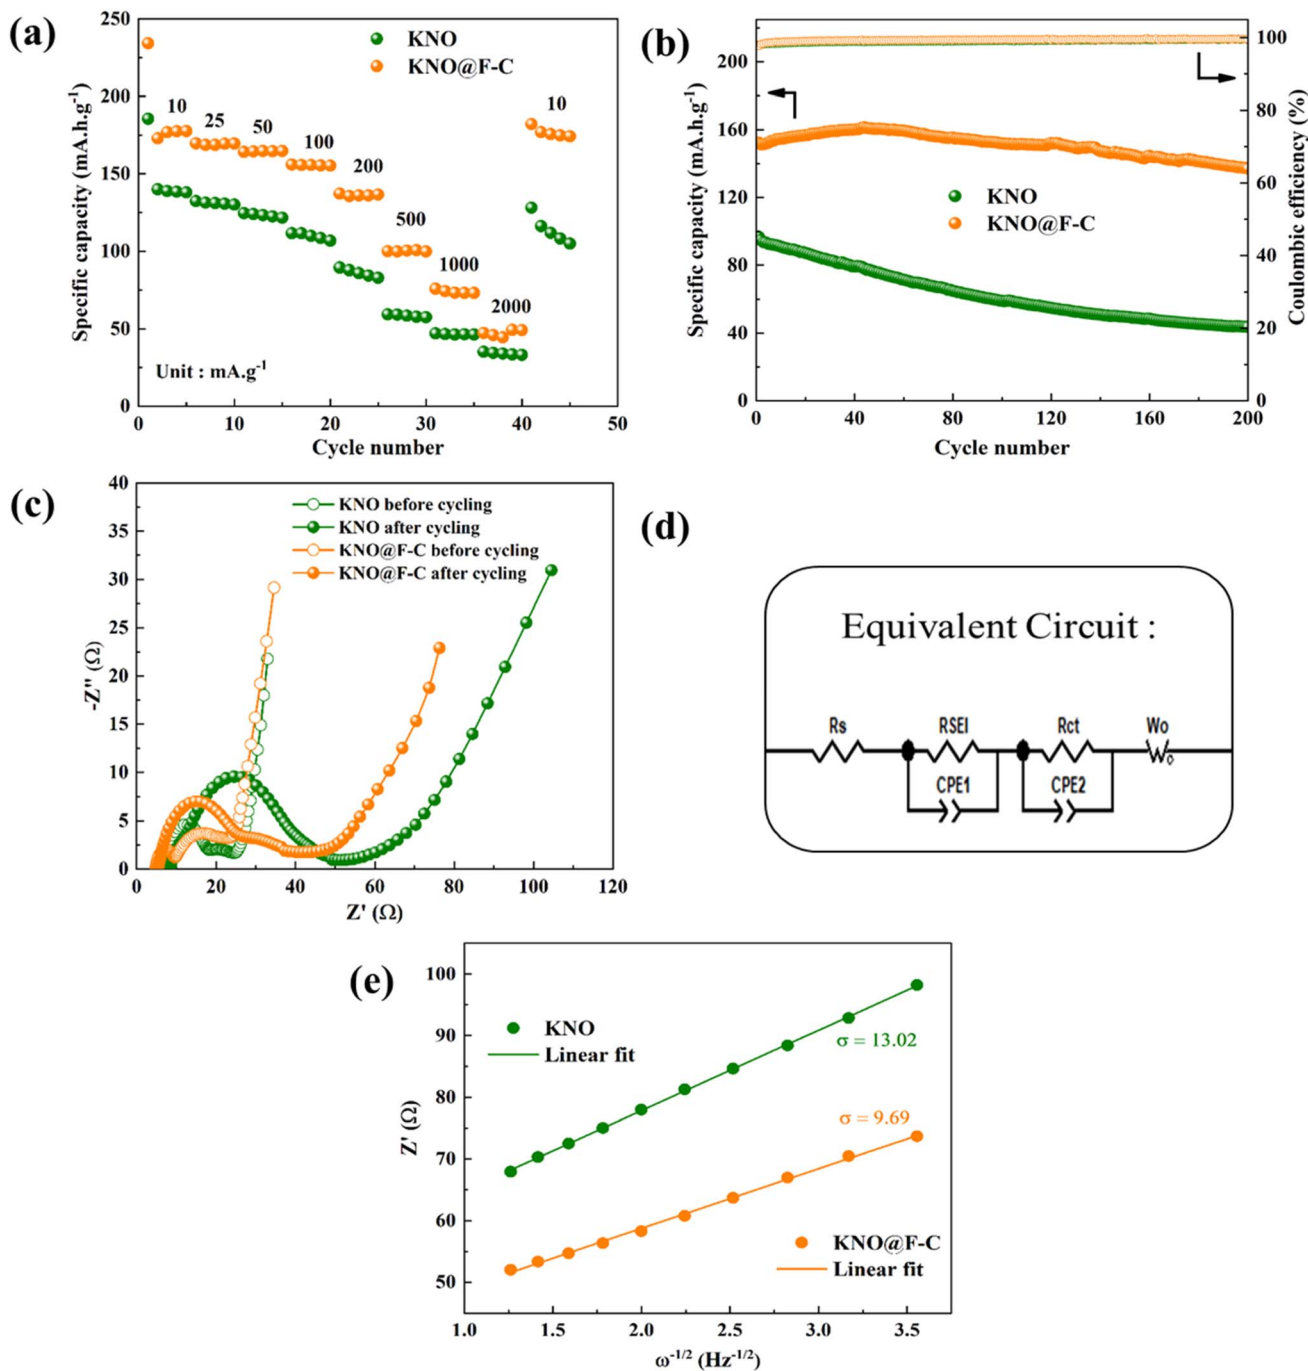 (a)
KNO
KNO@F-C
10
25
50
100
200
500
1000
2000
10
Unit : mA.g⁻¹
Specific capacity (mA.h.g⁻¹)
250
200
150
100
50
0
0 10 20 30 40 50
Cycle number
(b)
KNO
KNO@F-C
Specific capacity (mA.h.g⁻¹)
200
160
120
80
40
0
0 40 80 120 160 200
Cycle number
100
80
60
40
20
0
Coulombic efficiency (%)
(c)
KNO before cycling
KNO after cycling
KNO@F-C before cycling
KNO@F-C after cycling
-Z" (Ω)
40
35
30
25
20
15
10
5
0
0 20 40 60 80 100 120
Z' (Ω)
(d)
Equivalent Circuit :
Rs RSEI Rct Wo
CPE1 CPE2
(e)
KNO
Linear fit
σ = 13.02
σ = 9.69
KNO@F-C
Linear fit
Z' (Ω)
100
90
80
70
60
50
1.0 1.5 2.0 2.5 3.0 3.5
ω⁻¹/² (Hz⁻¹/²)